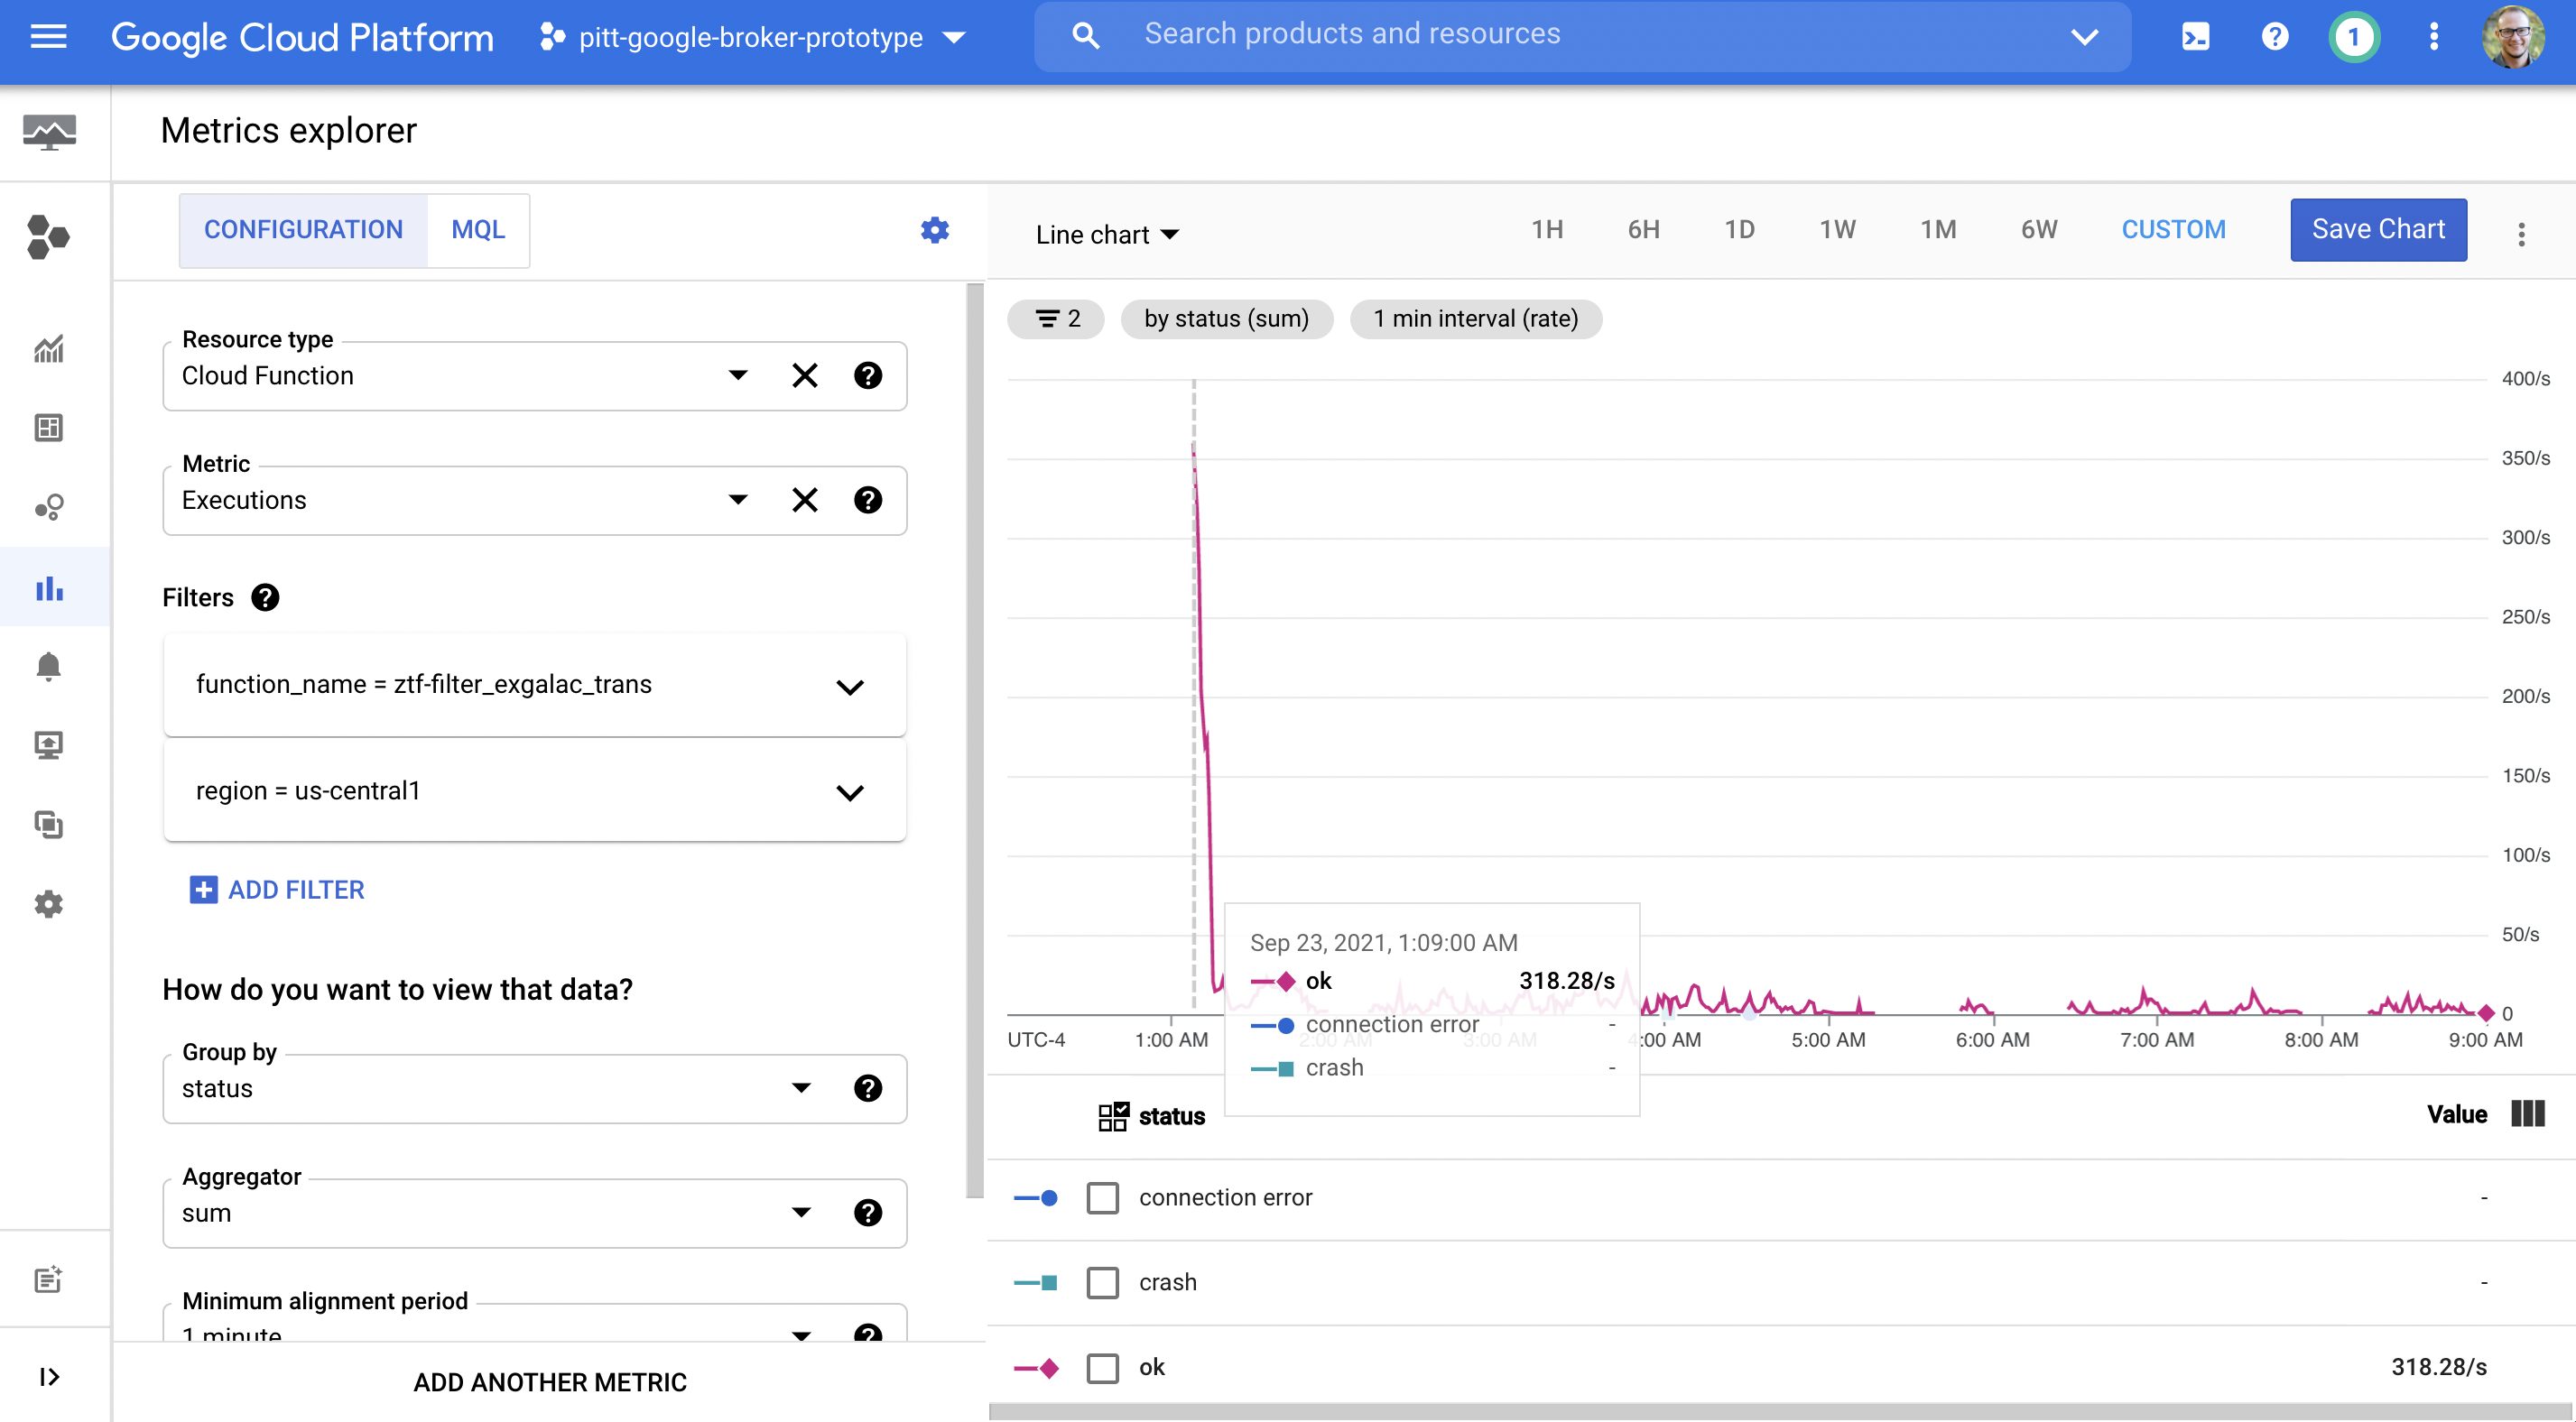 Google Cloud Platform
pitt-google-broker-prototype
Search products and resources
1
Metrics explorer
CONFIGURATION
MQL
Resource type
Cloud Function
Metric
Executions
Filters
function_name = ztf-filter_exgalac_trans
region = us-central1
ADD FILTER
How do you want to view that data?
Group by
status
Aggregator
sum
Minimum alignment period
1 minute
ADD ANOTHER METRIC
Line chart
1H
6H
1D
1W
1M
6W
CUSTOM
Save Chart
2
by status (sum)
1 min interval (rate)
400/s
350/s
300/s
250/s
200/s
150/s
100/s
50/s
0
Sep 23, 2021, 1:09:00 AM
ok 318.28/s
connection error -
crash -
UTC-4
1:00 AM
2:00 AM
3:00 AM
4:00 AM
5:00 AM
6:00 AM
7:00 AM
8:00 AM
9:00 AM
status Value
connection error -
crash -
ok 318.28/s